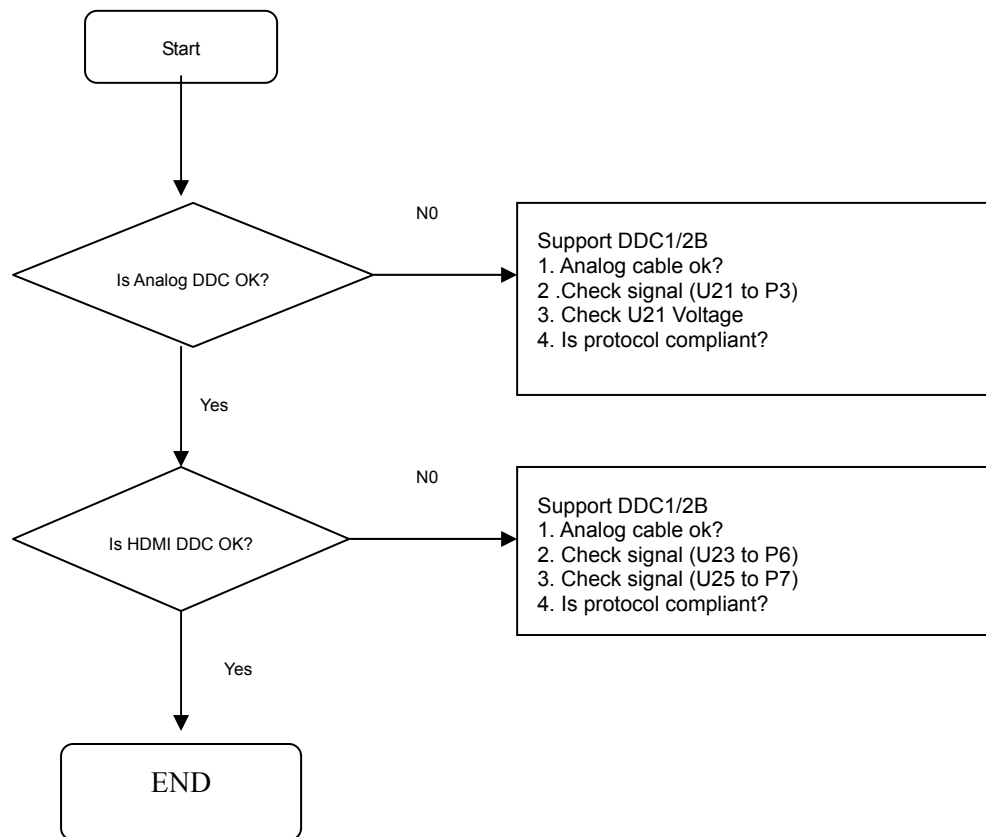 Start
Is Analog DDC OK?
N0
Support DDC1/2B
1. Analog cable ok?
2 .Check signal (U21 to P3)
3. Check U21 Voltage
4. Is protocol compliant?
Yes
Is HDMI DDC OK?
N0
Support DDC1/2B
1. Analog cable ok?
2. Check signal (U23 to P6)
3. Check signal (U25 to P7)
4. Is protocol compliant?
Yes
END